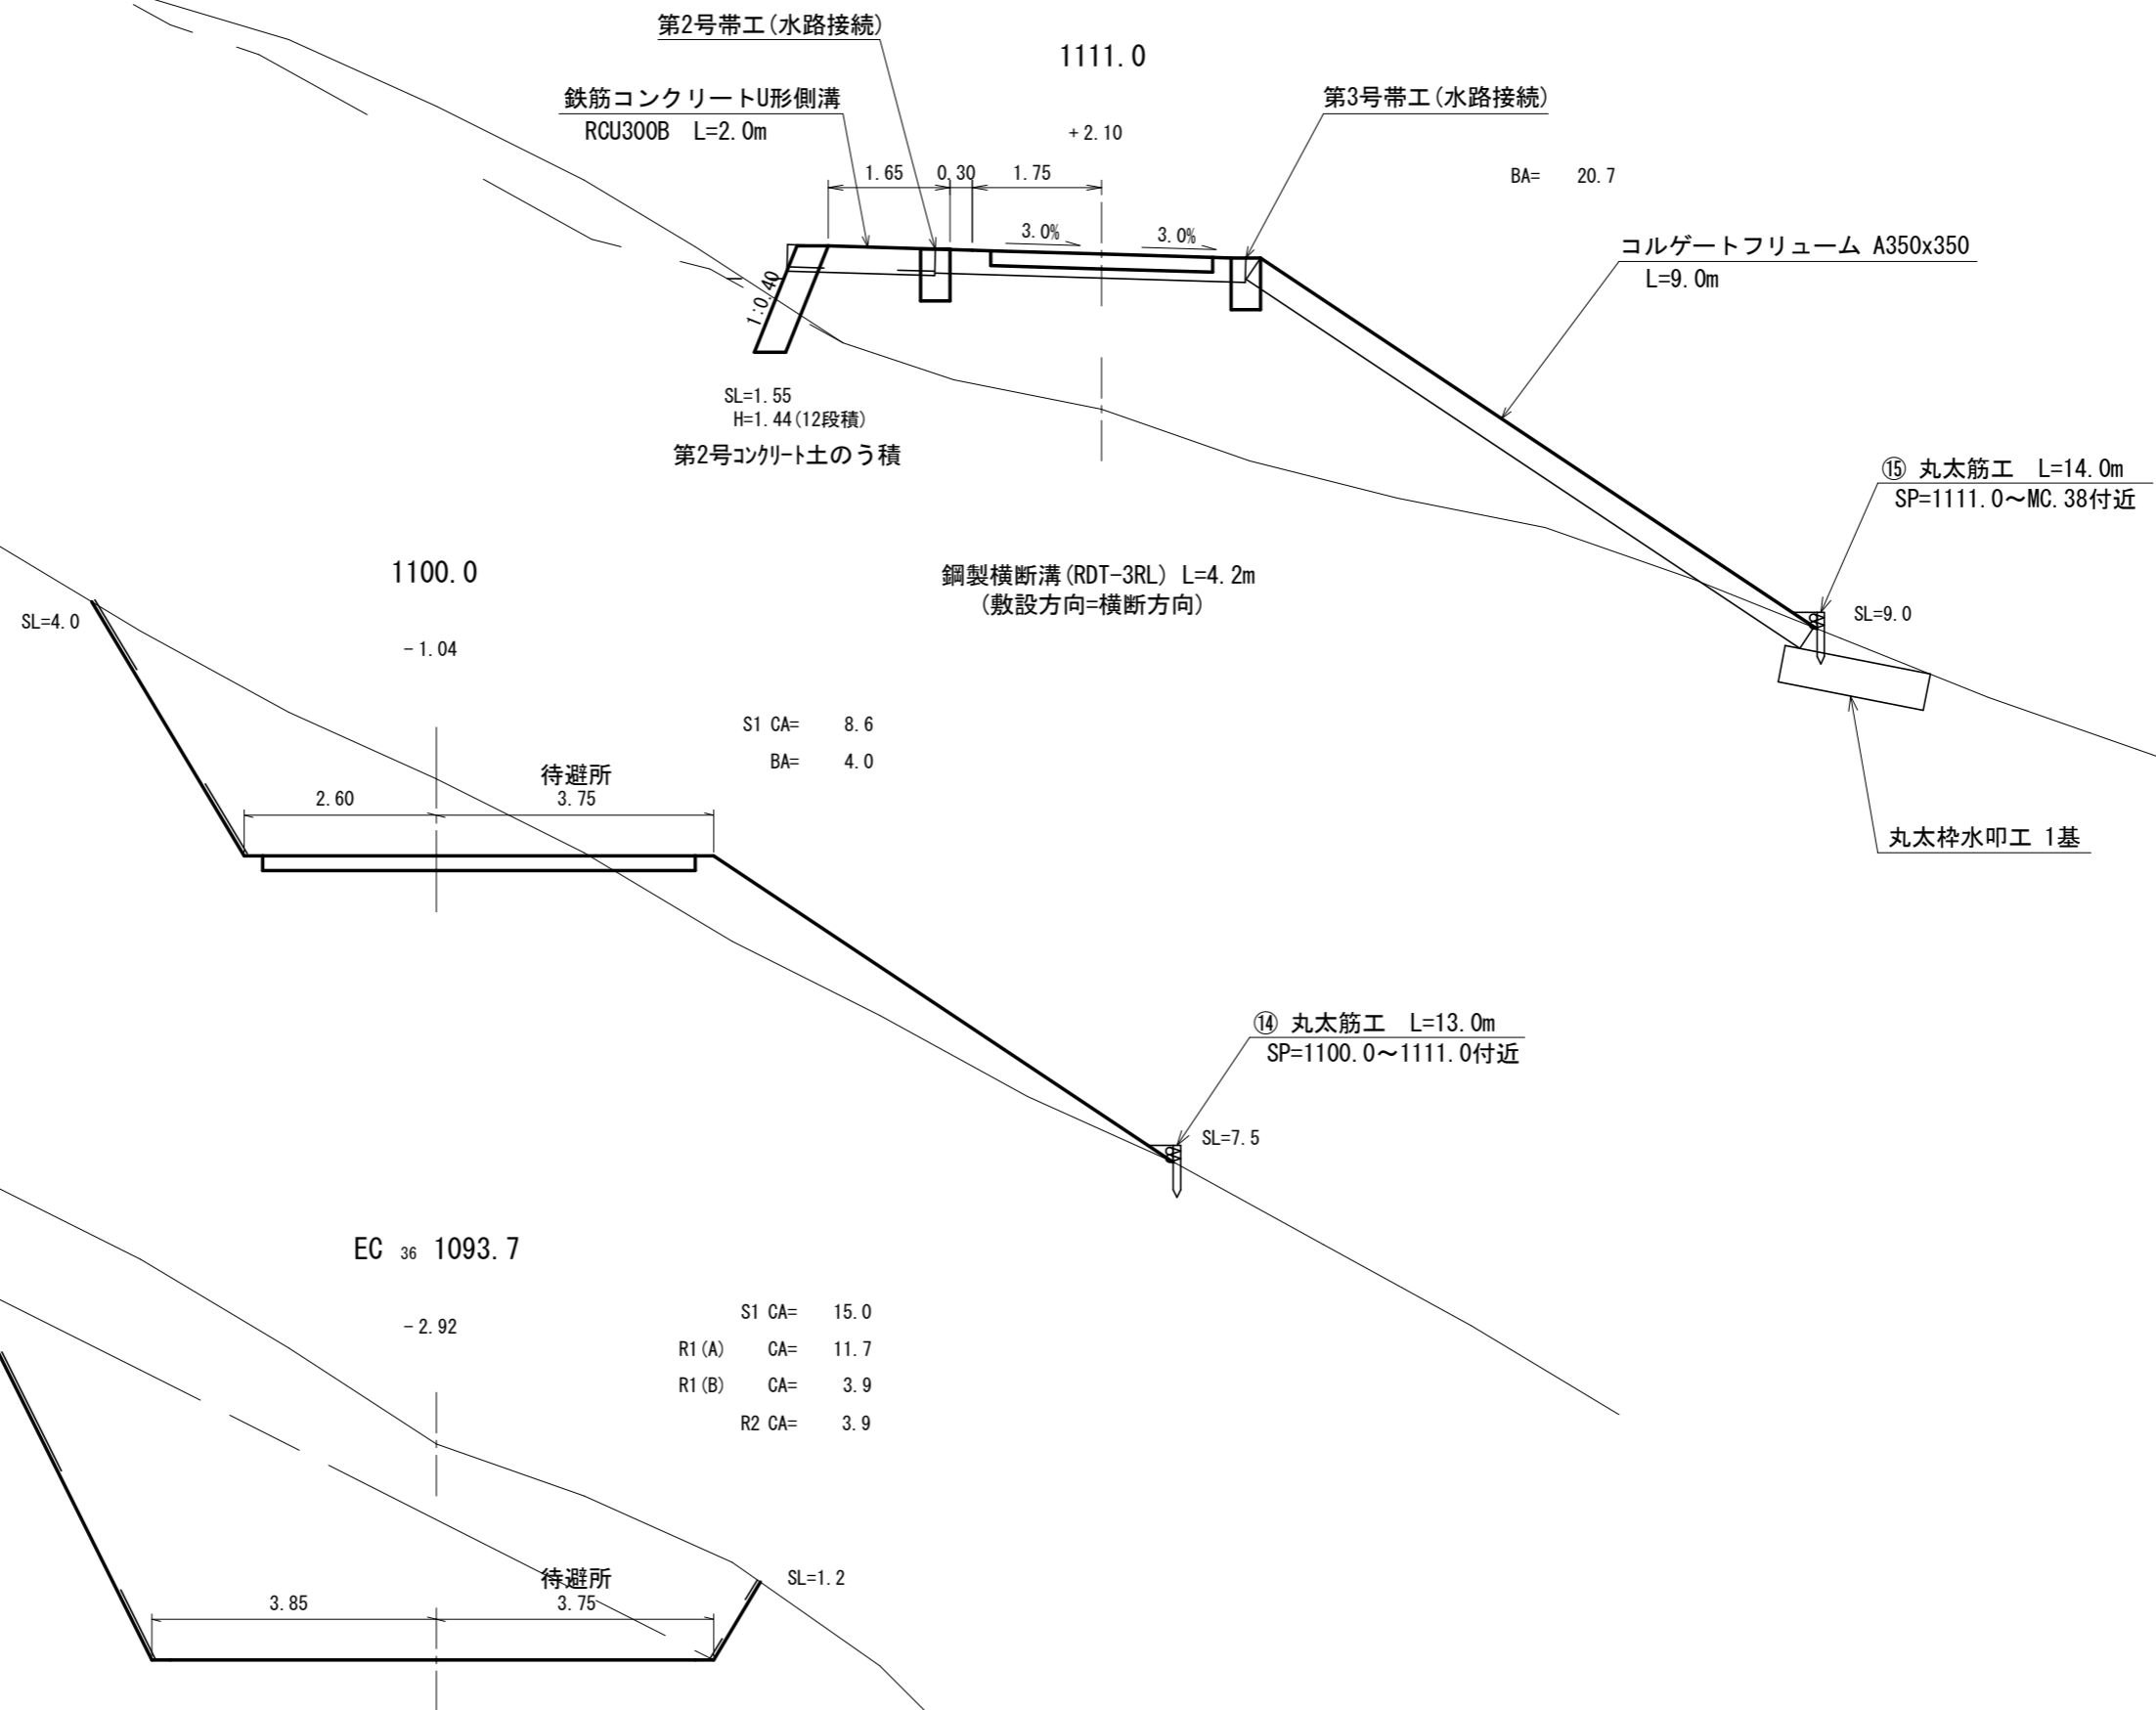 第2号帯工(水路接続)
1111.0
鉄筋コンクリートU形側溝
RCU300B L=2.0m
第3号帯工(水路接続)
+2.10
1.65 0.30 1.75
BA= 20.7
3.0% 3.0%
コルゲートフリューム A350x350
L=9.0m
1:0.40
SL=1.55
H=1.44(12段積)
第2号ｺﾝｸﾘｰﾄ土のう積
⑮ 丸太筋工 L=14.0m
SP=1111.0～MC.38付近
鋼製横断溝(RDT-3RL) L=4.2m
(敷設方向=横断方向)
SL=9.0
丸太枠水叩工 1基
1100.0
SL=4.0
-1.04
S1 CA= 8.6
BA= 4.0
待避所
2.60 3.75
⑭ 丸太筋工 L=13.0m
SP=1100.0～1111.0付近
SL=7.5
EC 36 1093.7
-2.92
S1 CA= 15.0
R1(A) CA= 11.7
R1(B) CA= 3.9
R2 CA= 3.9
待避所
3.85 3.75
SL=1.2